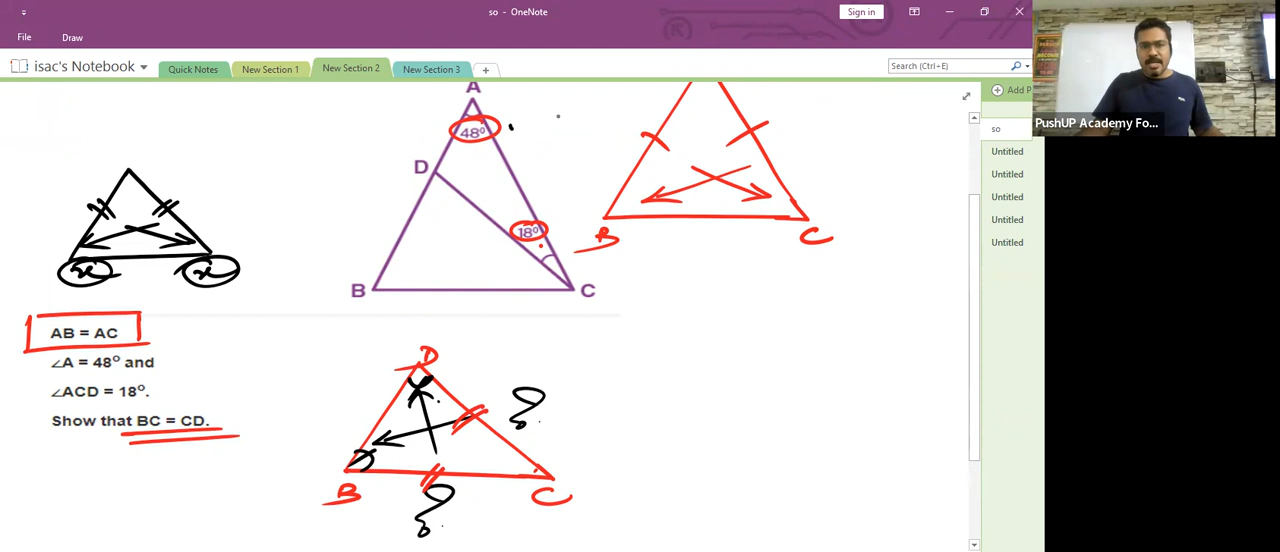 so - OneNote
Sign in
File
Draw
isac's Notebook
Quick Notes
New Section 1
New Section 2
New Section 3
Search (Ctrl+E)
Add P
so
Untitled
Untitled
Untitled
Untitled
Untitled
PushUP Academy Fo...
A
48°
D
18°
B
C
B
C
x
x
AB = AC
∠A = 48° and
∠ACD = 18°.
Show that BC = CD.
D
B
C